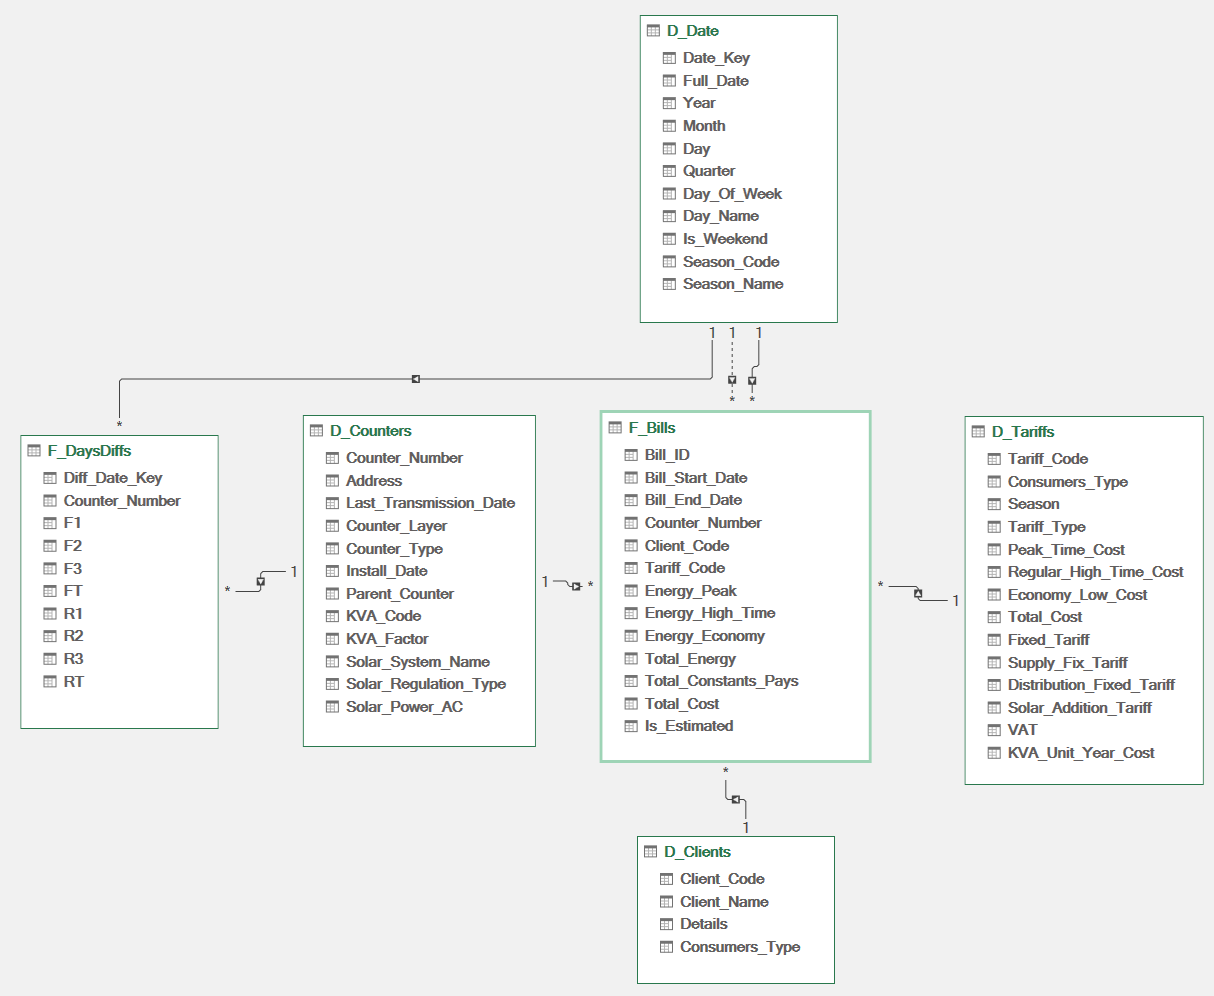 D_Date
Date_Key
Full_Date
Year
Month
Day
Quarter
Day_Of_Week
Day_Name
Is_Weekend
Season_Code
Season_Name
1 1 1
* * *
F_DaysDiffs
Diff_Date_Key
Counter_Number
F1
F2
F3
FT
R1
R2
R3
RT
* 1
D_Counters
Counter_Number
Address
Last_Transmission_Date
Counter_Layer
Counter_Type
Install_Date
Parent_Counter
KVA_Code
KVA_Factor
Solar_System_Name
Solar_Regulation_Type
Solar_Power_AC
1 *
F_Bills
Bill_ID
Bill_Start_Date
Bill_End_Date
Counter_Number
Client_Code
Tariff_Code
Energy_Peak
Energy_High_Time
Energy_Economy
Total_Energy
Total_Constants_Pays
Total_Cost
Is_Estimated
* 1
D_Tariffs
Tariff_Code
Consumers_Type
Season
Tariff_Type
Peak_Time_Cost
Regular_High_Time_Cost
Economy_Low_Cost
Total_Cost
Fixed_Tariff
Supply_Fix_Tariff
Distribution_Fixed_Tariff
Solar_Addition_Tariff
VAT
KVA_Unit_Year_Cost
*
1
D_Clients
Client_Code
Client_Name
Details
Consumers_Type